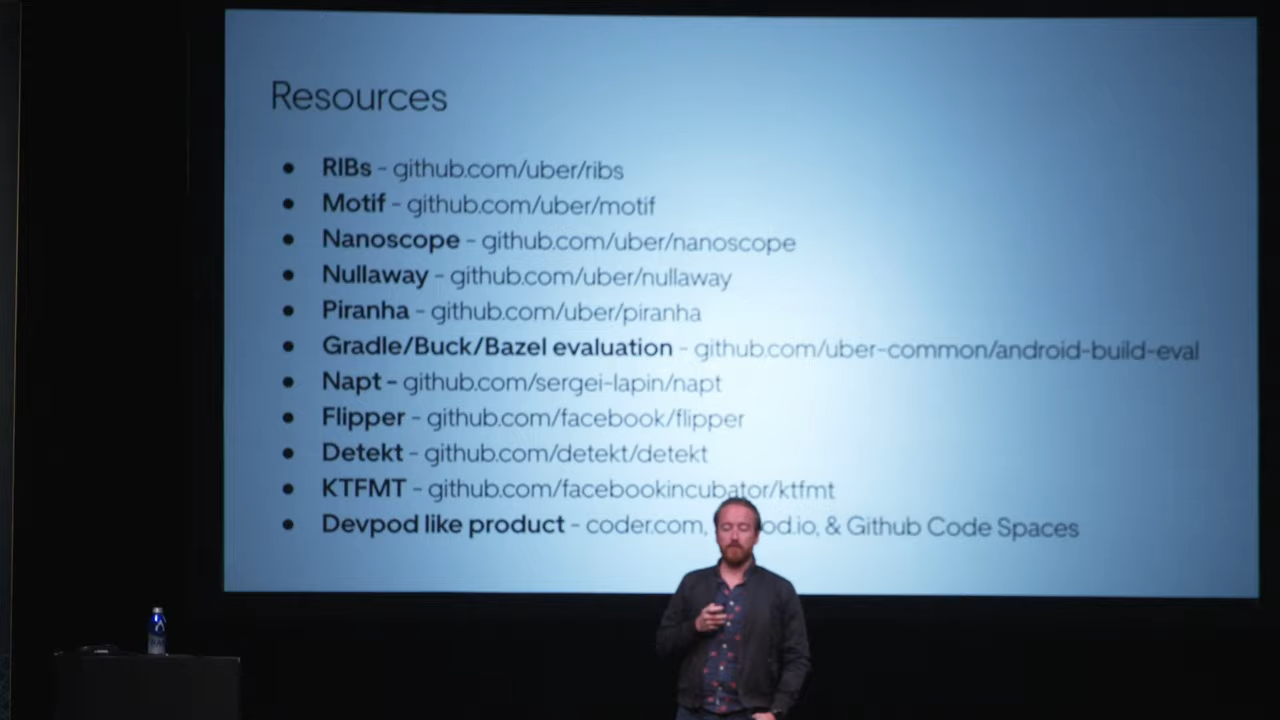 Resources
● RIBs - github.com/uber/ribs
● Motif - github.com/uber/motif
● Nanoscope - github.com/uber/nanoscope
● Nullaway - github.com/uber/nullaway
● Piranha - github.com/uber/piranha
● Gradle/Buck/Bazel evaluation - github.com/uber-common/android-build-eval
● Napt - github.com/sergei-lapin/napt
● Flipper - github.com/facebook/flipper
● Detekt - github.com/detekt/detekt
● KTFMT - github.com/facebookincubator/ktfmt
● Devpod like product - coder.com, od.io, & Github Code Spaces